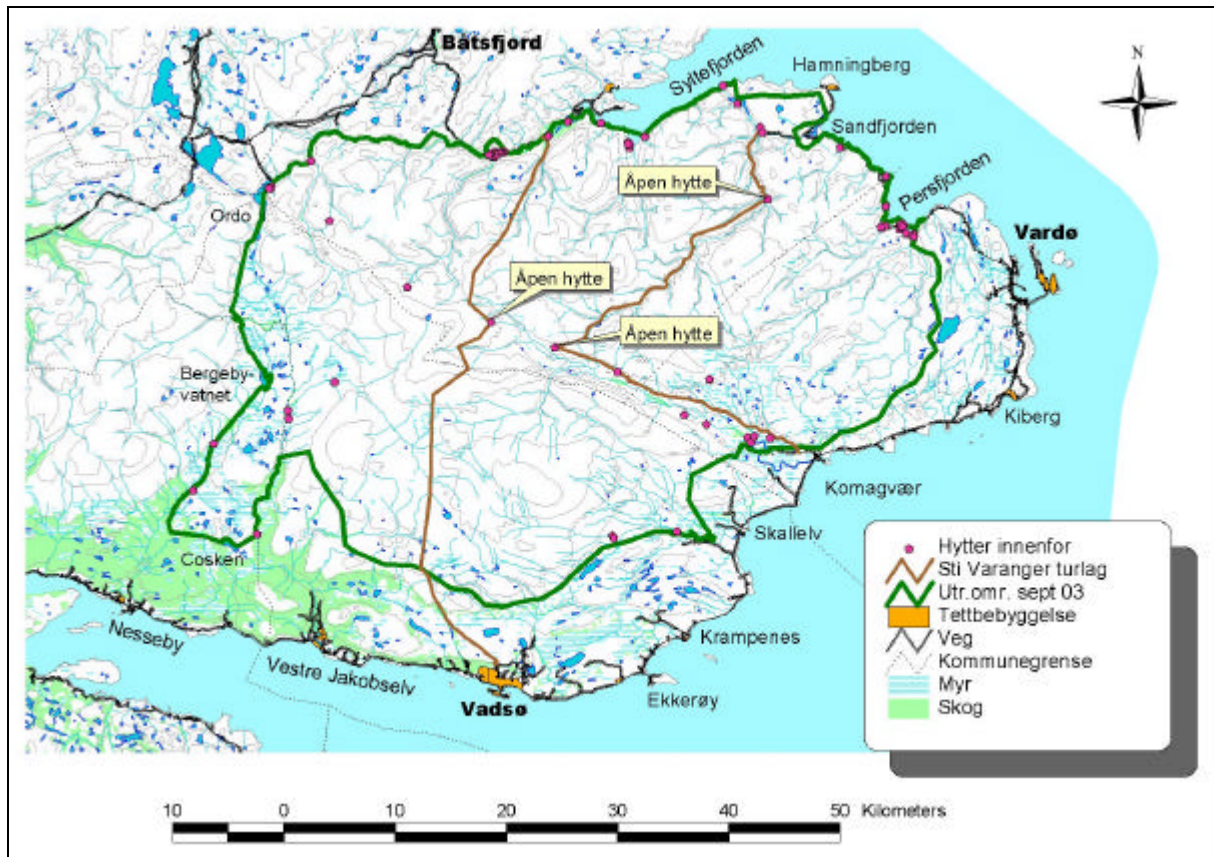 Båtsfjord
Syltefjorden
Hamningberg
N
Sandfjorden
Åpen hytte
Persfjorden
Ordo
Vardø
Åpen hytte
Åpen hytte
Bergeby-
vatnet
Kiberg
Komagvær
Skallelv
Cosken
Nesseby
Vestre Jakobselv
Krampenes
Ekkerøy
Vadsø
Hytter innenfor
Sti Varanger turlag
Utr.omr. sept 03
Tettbebyggelse
Veg
Kommunegrense
Myr
Skog
10 0 10 20 30 40 50 Kilometers